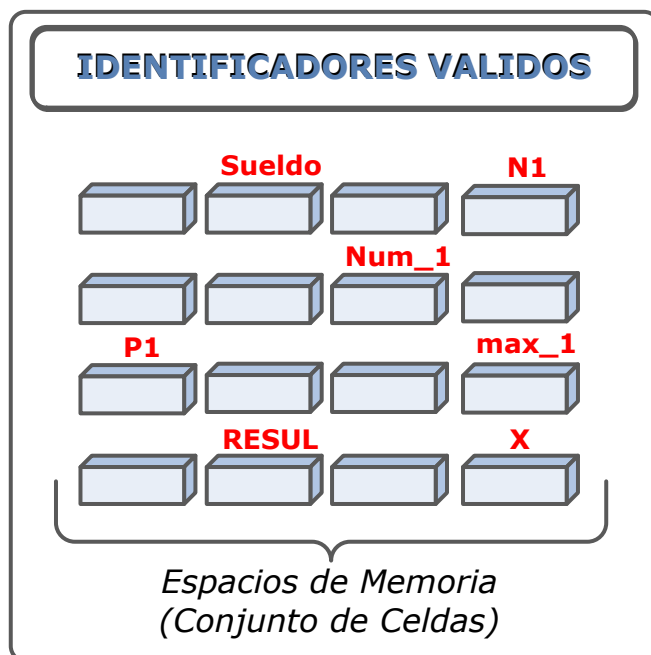 IDENTIFICADORES VALIDOS
Sueldo N1
Num_1
P1 max_1
RESUL X
Espacios de Memoria
(Conjunto de Celdas)